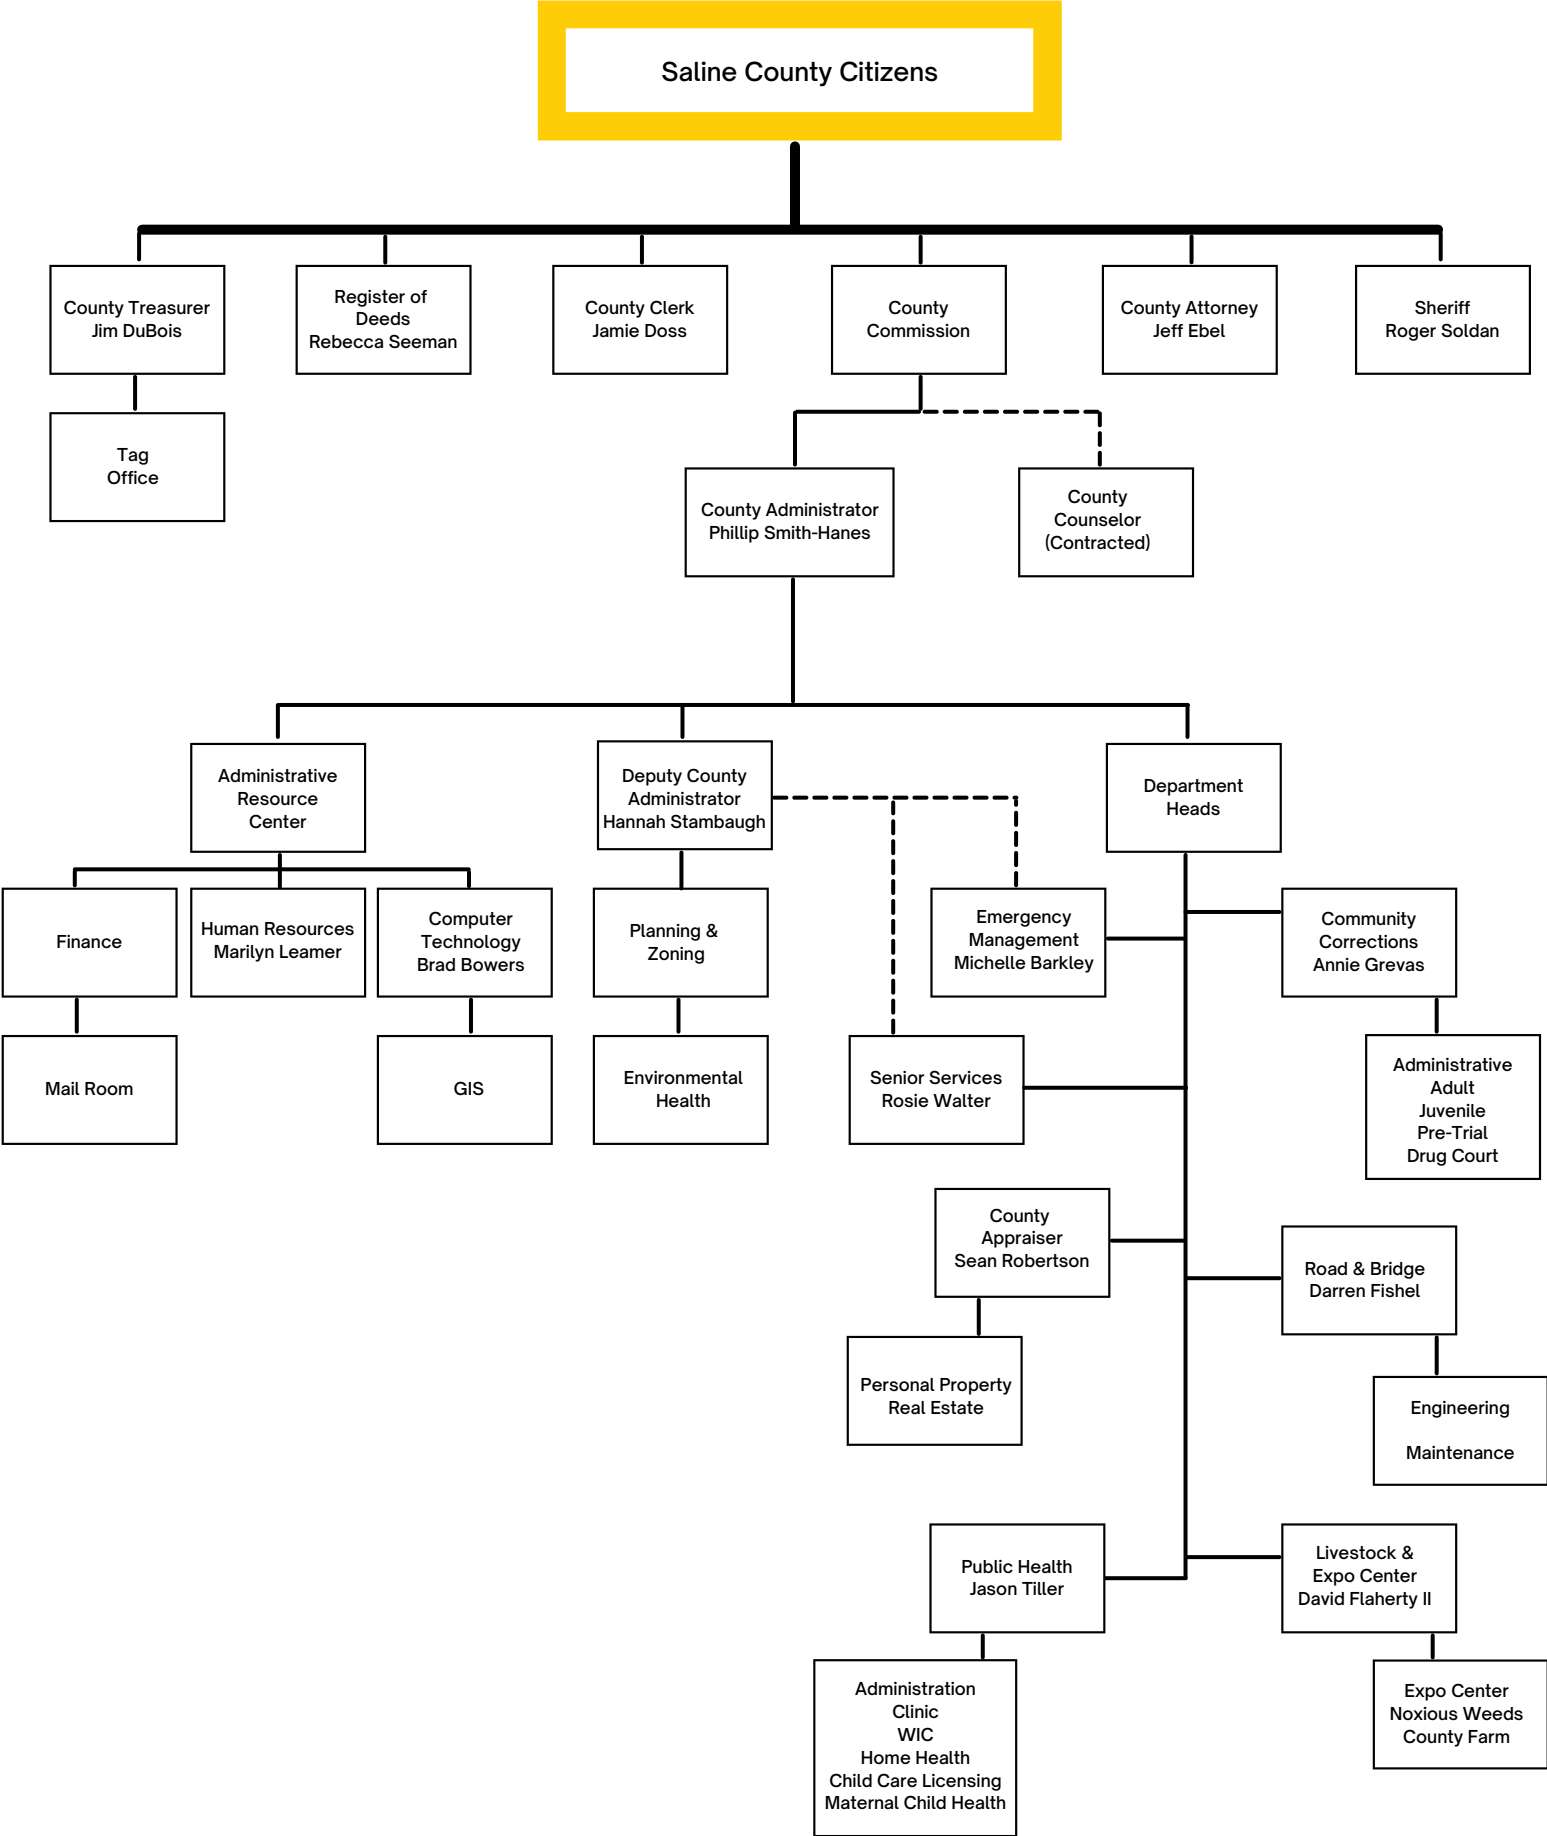 Saline County Citizens
County Treasurer
Jim DuBois
Register of
Deeds
Rebecca Seeman
County Clerk
Jamie Doss
County
Commission
County Attorney
Jeff Ebel
Sheriff
Roger Soldan
Tag
Office
County Administrator
Phillip Smith-Hanes
County
Counselor
(Contracted)
Administrative
Resource
Center
Deputy County
Administrator
Hannah Stambaugh
Department
Heads
Finance
Human Resources
Marilyn Leamer
Computer
Technology
Brad Bowers
Planning &
Zoning
Emergency
Management
Michelle Barkley
Community
Corrections
Annie Grevas
Mail Room
GIS
Environmental
Health
Senior Services
Rosie Walter
Administrative
Adult
Juvenile
Pre-Trial
Drug Court
County
Appraiser
Sean Robertson
Road & Bridge
Darren Fishel
Personal Property
Real Estate
Engineering
Maintenance
Public Health
Jason Tiller
Livestock &
Expo Center
David Flaherty II
Administration
Clinic
WIC
Home Health
Child Care Licensing
Maternal Child Health
Expo Center
Noxious Weeds
County Farm